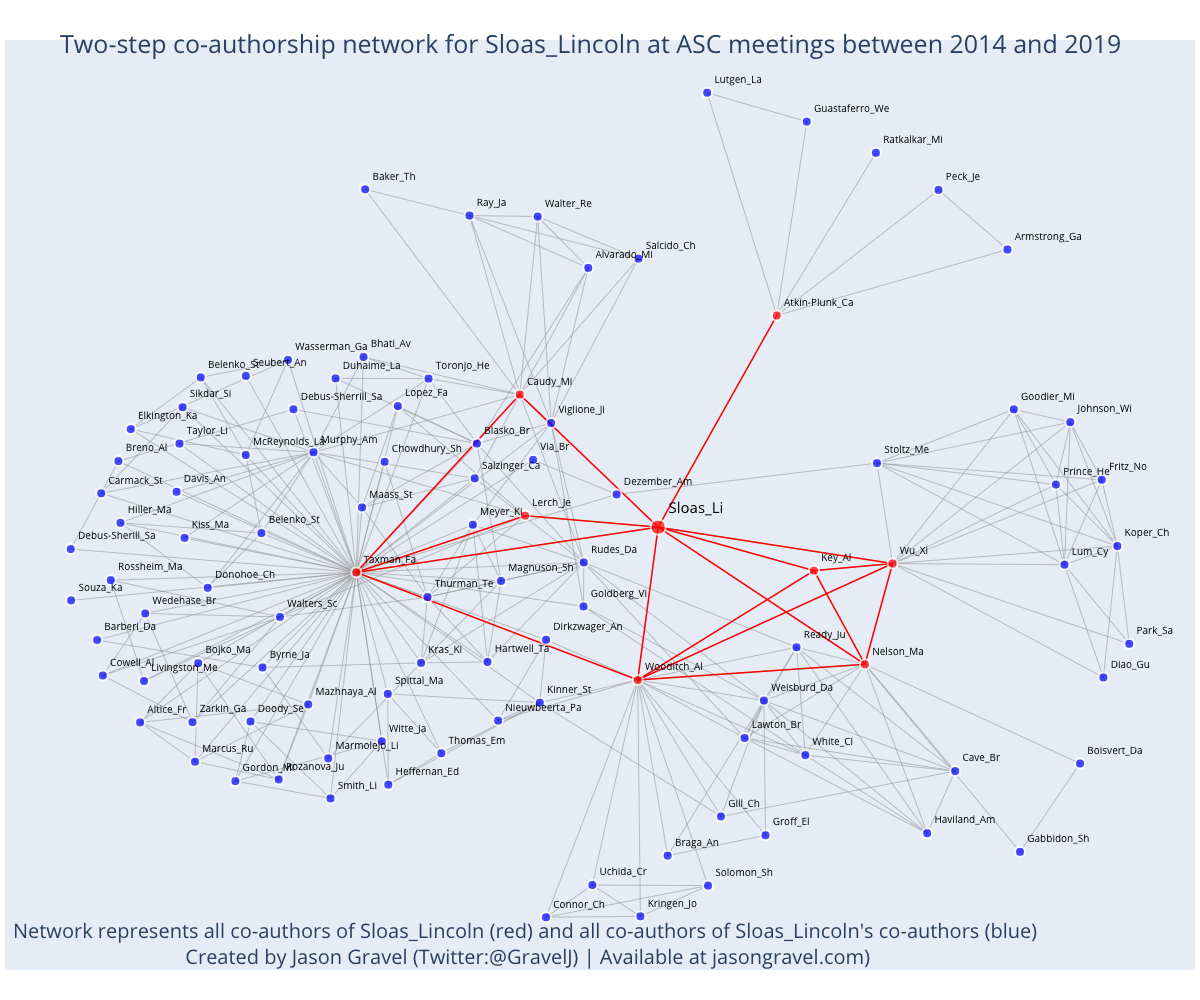 Two-step co-authorship network for Sloas_Lincoln at ASC meetings between 2014 and 2019
Lutgen_La
Guastaferro_We
Ratkalkar_Mi
Peck_Je
Baker_Th
Ray_Ja
Walter_Re
Armstrong_Ga
Salcido_Ch
Alvarado_Mi
Atkin-Plunk_Ca
Wasserman_Ga
Bhati_Av
Belenko_St
Seubert_An
Duhaime_La
Toronjo_He
Caudy_Mi
Sikdar_Si
Debus-Sherrill_Sa
Lopez_Fa
Goodier_Mi
Elkington_Ka
Viglione_Ji
Johnson_Wi
Taylor_Li
McReynolds_La
Murphy_Am
Blasko_Br
Breno_Al
Chowdhury_Sh
Via_Br
Stoltz_Me
Salzinger_Ca
Prince_He
Fritz_No
Carmack_St
Davis_An
Dezember_Am
Maass_St
Lerch_Je
Sloas_Li
Hiller_Ma
Kiss_Ma
Belenko_St
Meyer_Ki
Debus-Sherill_Sa
Koper_Ch
Taxman_Fa
Rudes_Da
Key_Al
Wu_Xi
Lum_Cy
Rossheim_Ma
Donohoe_Ch
Magnuson_Sh
Souza_Ka
Thurman_Te
Goldberg_Vi
Wedehase_Br
Walters_Sc
Barberi_Da
Dirkzwager_An
Ready_Ju
Park_Sa
Cowell_Al
Livingston_Me
Bojko_Ma
Byrne_Ja
Kras_Ki
Hartwell_Ta
Wooditch_Al
Nelson_Ma
Diao_Gu
Mazhnaya_Al
Spittal_Ma
Kinner_St
Weisburd_Da
Altice_Fr
Zarkin_Ga
Doody_Se
Nieuwbeerta_Pa
Witte_Ja
Lawton_Br
White_Cl
Marcus_Ru
Marmolejo_Li
Thomas_Em
Boisvert_Da
Gordon_Mi
Rozanova_Ju
Heffernan_Ed
Cave_Br
Smith_Li
Gill_Ch
Groff_El
Haviland_Am
Braga_An
Gabbidon_Sh
Uchida_Cr
Solomon_Sh
Connor_Ch
Kringen_Jo
Network represents all co-authors of Sloas_Lincoln (red) and all co-authors of Sloas_Lincoln's co-authors (blue)
Created by Jason Gravel (Twitter:@GravelJ) | Available at jasongravel.com)